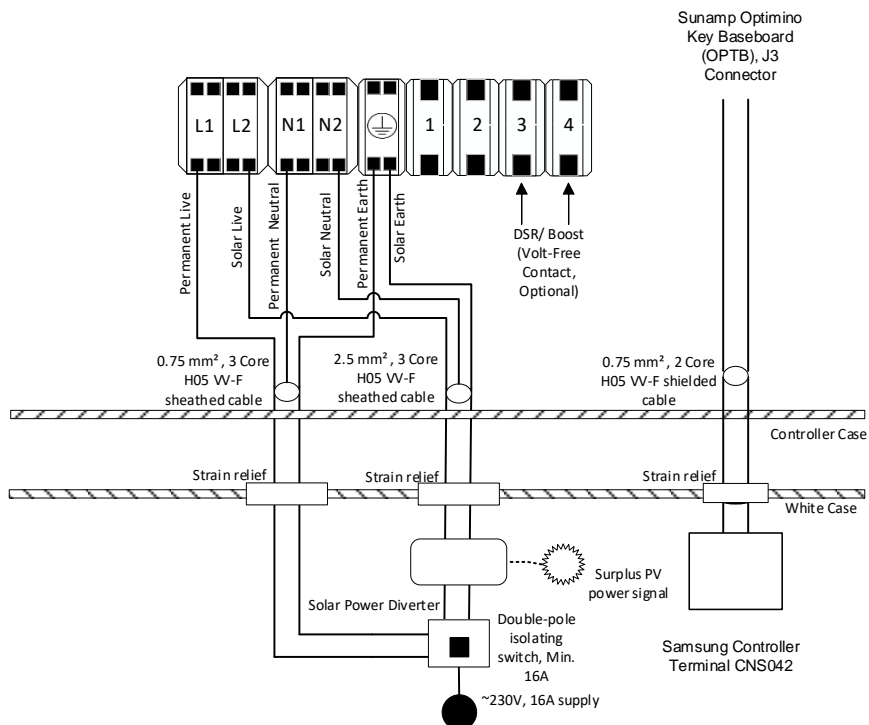 Sunamp Optimino
Key Baseboard
(OPTB), J3
Connector
L1
L2
N1
N2
1
2
3
4
Permanent Live
Solar Live
Permanent Neutral
Solar Neutral
Permanent Earth
Solar Earth
DSR/ Boost
(Volt-Free
Contact,
Optional)
0.75 mm², 3 Core
H05 VV-F
sheathed cable
2.5 mm², 3 Core
H05 VV-F
sheathed cable
0.75 mm², 2 Core
H05 VV-F shielded
cable
Controller Case
Strain relief
Strain relief
Strain relief
White Case
Surplus PV
power signal
Solar Power Diverter
Double-pole
isolating
switch, Min.
16A
~230V, 16A supply
Samsung Controller
Terminal CNS042